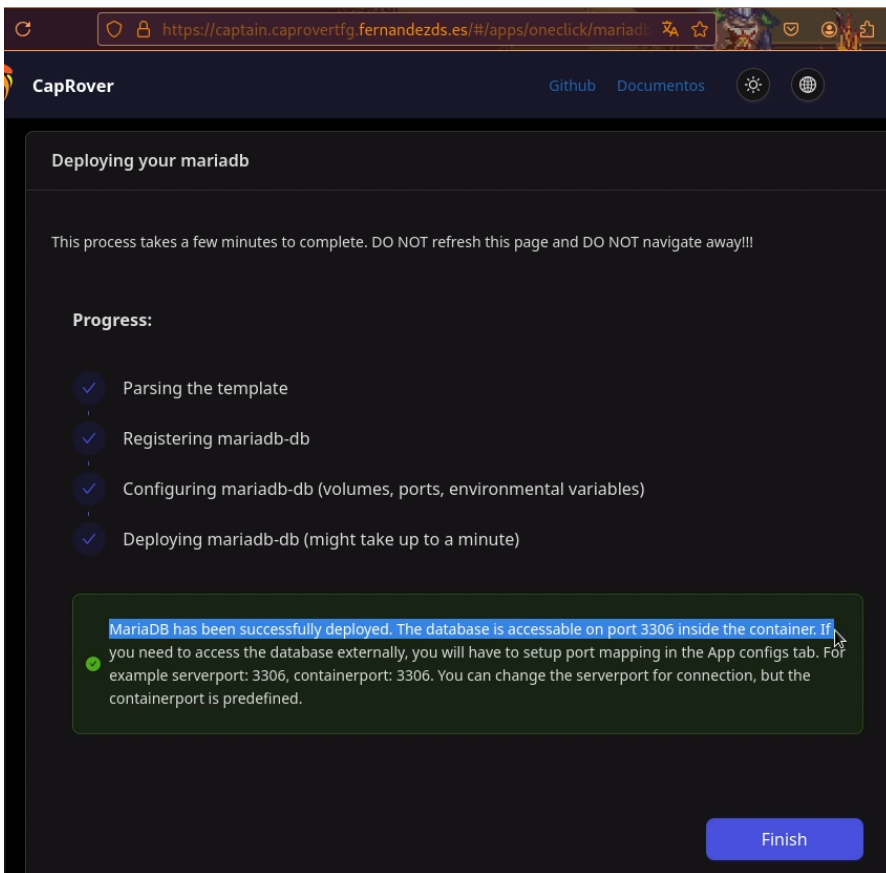 https://captain.caprovertfg.fernandezds.es/#/apps/oneclick/mariadb
CapRover
Github
Documentos
Deploying your mariadb
This process takes a few minutes to complete. DO NOT refresh this page and DO NOT navigate away!!!
Progress:
Parsing the template
Registering mariadb-db
Configuring mariadb-db (volumes, ports, environmental variables)
Deploying mariadb-db (might take up to a minute)
MariaDB has been successfully deployed. The database is accessable on port 3306 inside the container. If
you need to access the database externally, you will have to setup port mapping in the App configs tab. For
example serverport: 3306, containerport: 3306. You can change the serverport for connection, but the
containerport is predefined.
Finish